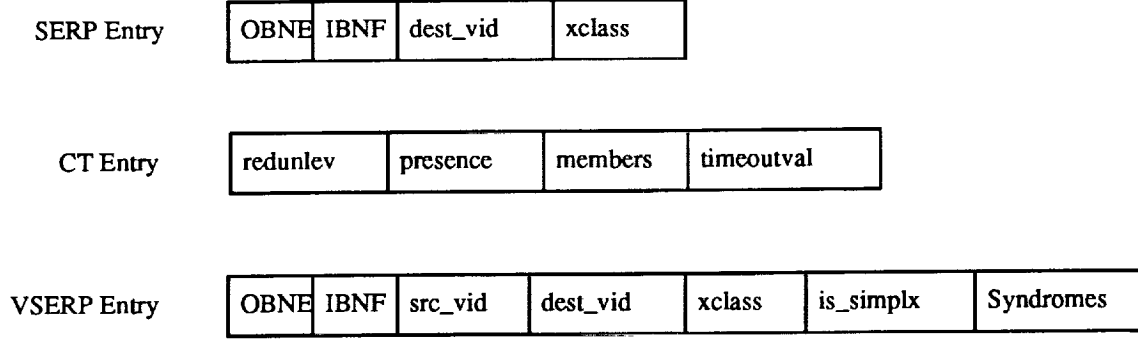 SERP Entry OBNE IBNF dest_vid xclass
CT Entry redunlev presence members timeoutval
VSERP Entry OBNE IBNF src_vid dest_vid xclass is_simplx Syndromes